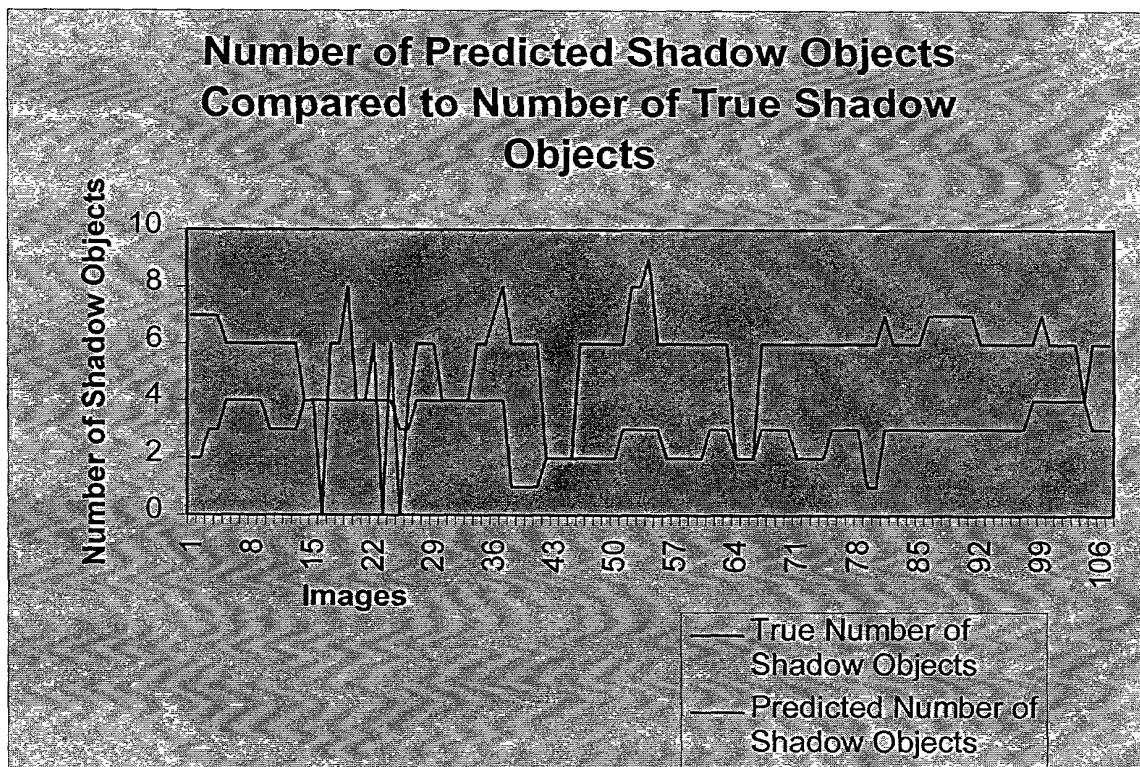 Number of Predicted Shadow Objects
Compared to Number of True Shadow
Objects
Number of Shadow Objects
10
8
6
4
2
0
1 8 15 22 29 36 43 50 57 64 71 78 85 92 99 106
Images
True Number of
Shadow Objects
Predicted Number of
Shadow Objects